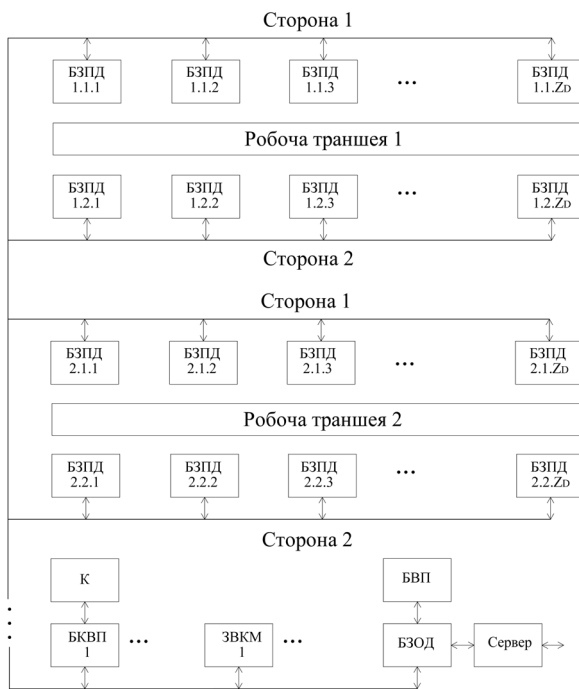 Сторона 1
БЗПД БЗПД БЗПД БЗПД
1.1.1 1.1.2 1.1.3 ... 1.1.ZD
Робоча траншея 1
БЗПД БЗПД БЗПД БЗПД
1.2.1 1.2.2 1.2.3 ... 1.2.ZD
Сторона 2
Сторона 1
БЗПД БЗПД БЗПД БЗПД
2.1.1 2.1.2 2.1.3 ... 2.1.ZD
Робоча траншея 2
БЗПД БЗПД БЗПД БЗПД
2.2.1 2.2.2 2.2.3 ... 2.2.ZD
Сторона 2
К БВП
БКВП ... ЗВКМ ... БЗОД Сервер
1 1